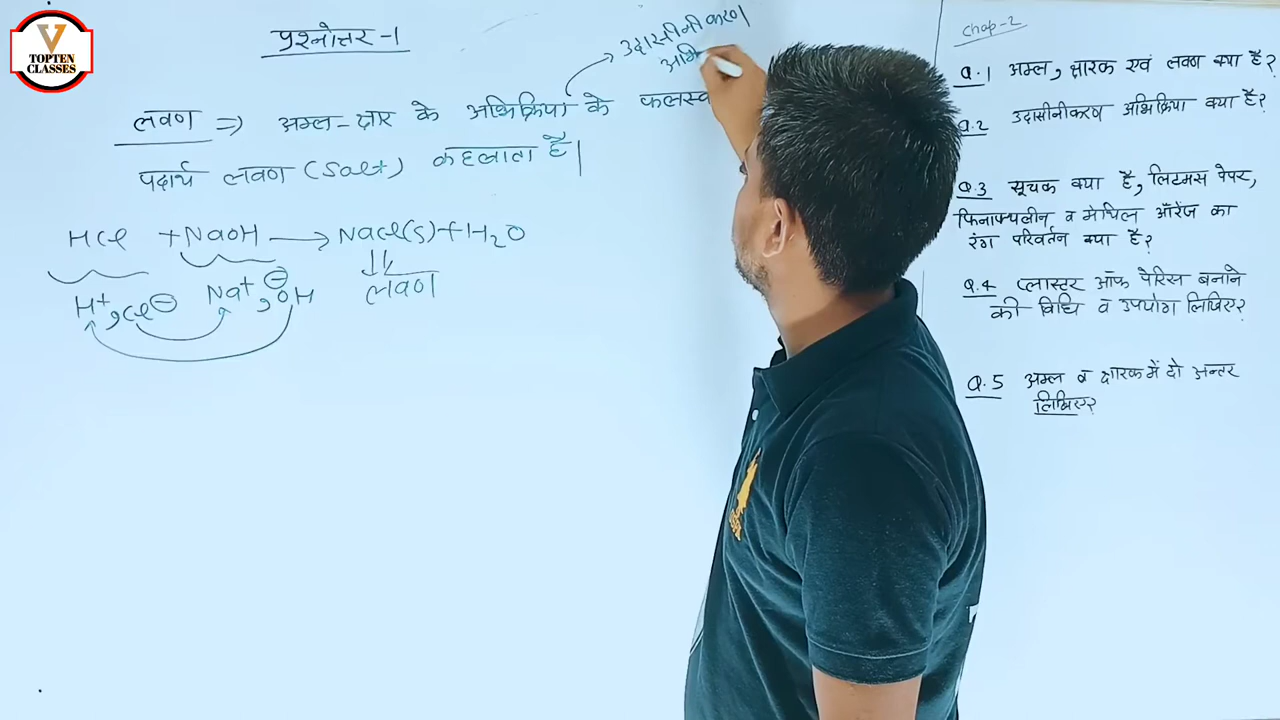 V
TOPTEN
CLASSES
प्रश्नोत्तर-1
उदासीनीकरण
लवण => अम्ल-क्षार के अभिक्रिया के
पदार्थ लवण (Salt) कहलाता है।
HCl + NaOH → NaCl(s) + H₂O
लवण
H⁺, Cl⊖ Na⁺, ⊖OH
Chap-2
Q.1 अम्ल, क्षारक एवं लवण क्या है?
Q.2 उदासीनीकरण अभिक्रिया क्या है?
Q.3 सूचक क्या है, लिटमस पेपर,
फिनाफ्थलीन व मेथिल ऑरेंज का
रंग परिवर्तन क्या है?
Q.4 प्लास्टर ऑफ पेरिस बनाने
की विधि व उपयोग लिखिए?
Q.5 अम्ल व क्षारक में दो अन्तर
लिखिए?